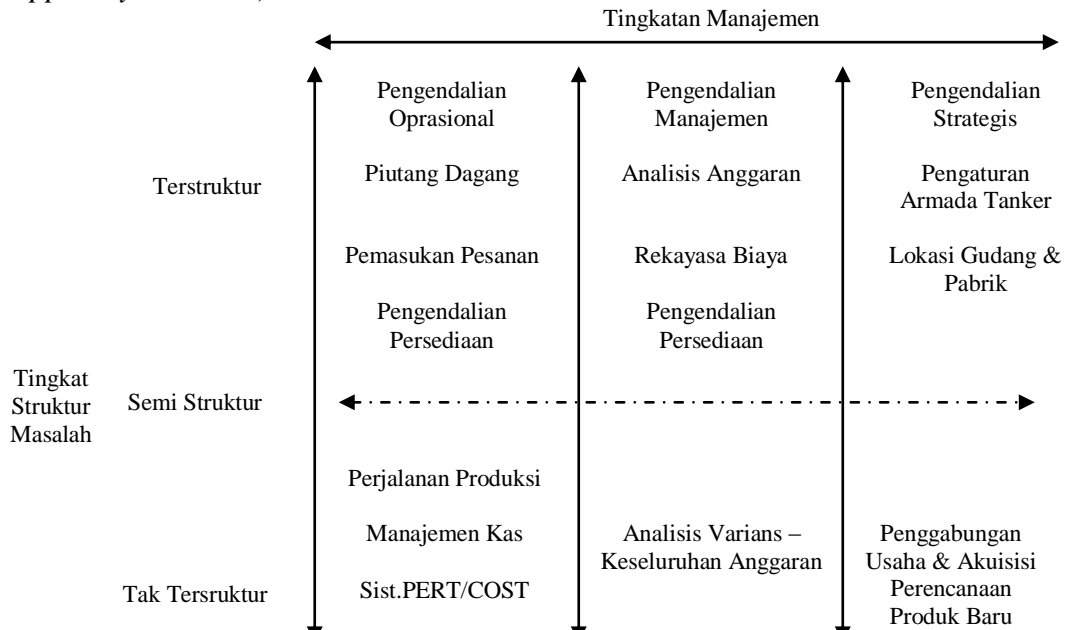 Tingkatan Manajemen
Pengendalian
Oprasional
Pengendalian
Manajemen
Pengendalian
Strategis
Terstruktur
Piutang Dagang
Analisis Anggaran
Pengaturan
Armada Tanker
Pemasukan Pesanan
Rekayasa Biaya
Lokasi Gudang &
Pabrik
Pengendalian
Persediaan
Pengendalian
Persediaan
Tingkat
Struktur
Masalah
Semi Struktur
Perjalanan Produksi
Manajemen Kas
Analisis Varians –
Keseluruhan Anggaran
Penggabungan
Usaha & Akuisisi
Perencanaan
Produk Baru
Tak Tersruktur
Sist.PERT/COST